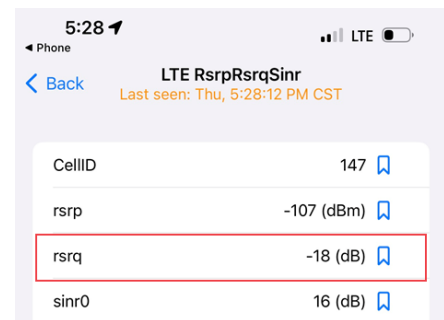 5:28
LTE
Phone
Back
LTE RsrpRsrqSinr
Last seen: Thu, 5:28:12 PM CST
CellID 147
rsrp -107 (dBm)
rsrq -18 (dB)
sinr0 16 (dB)